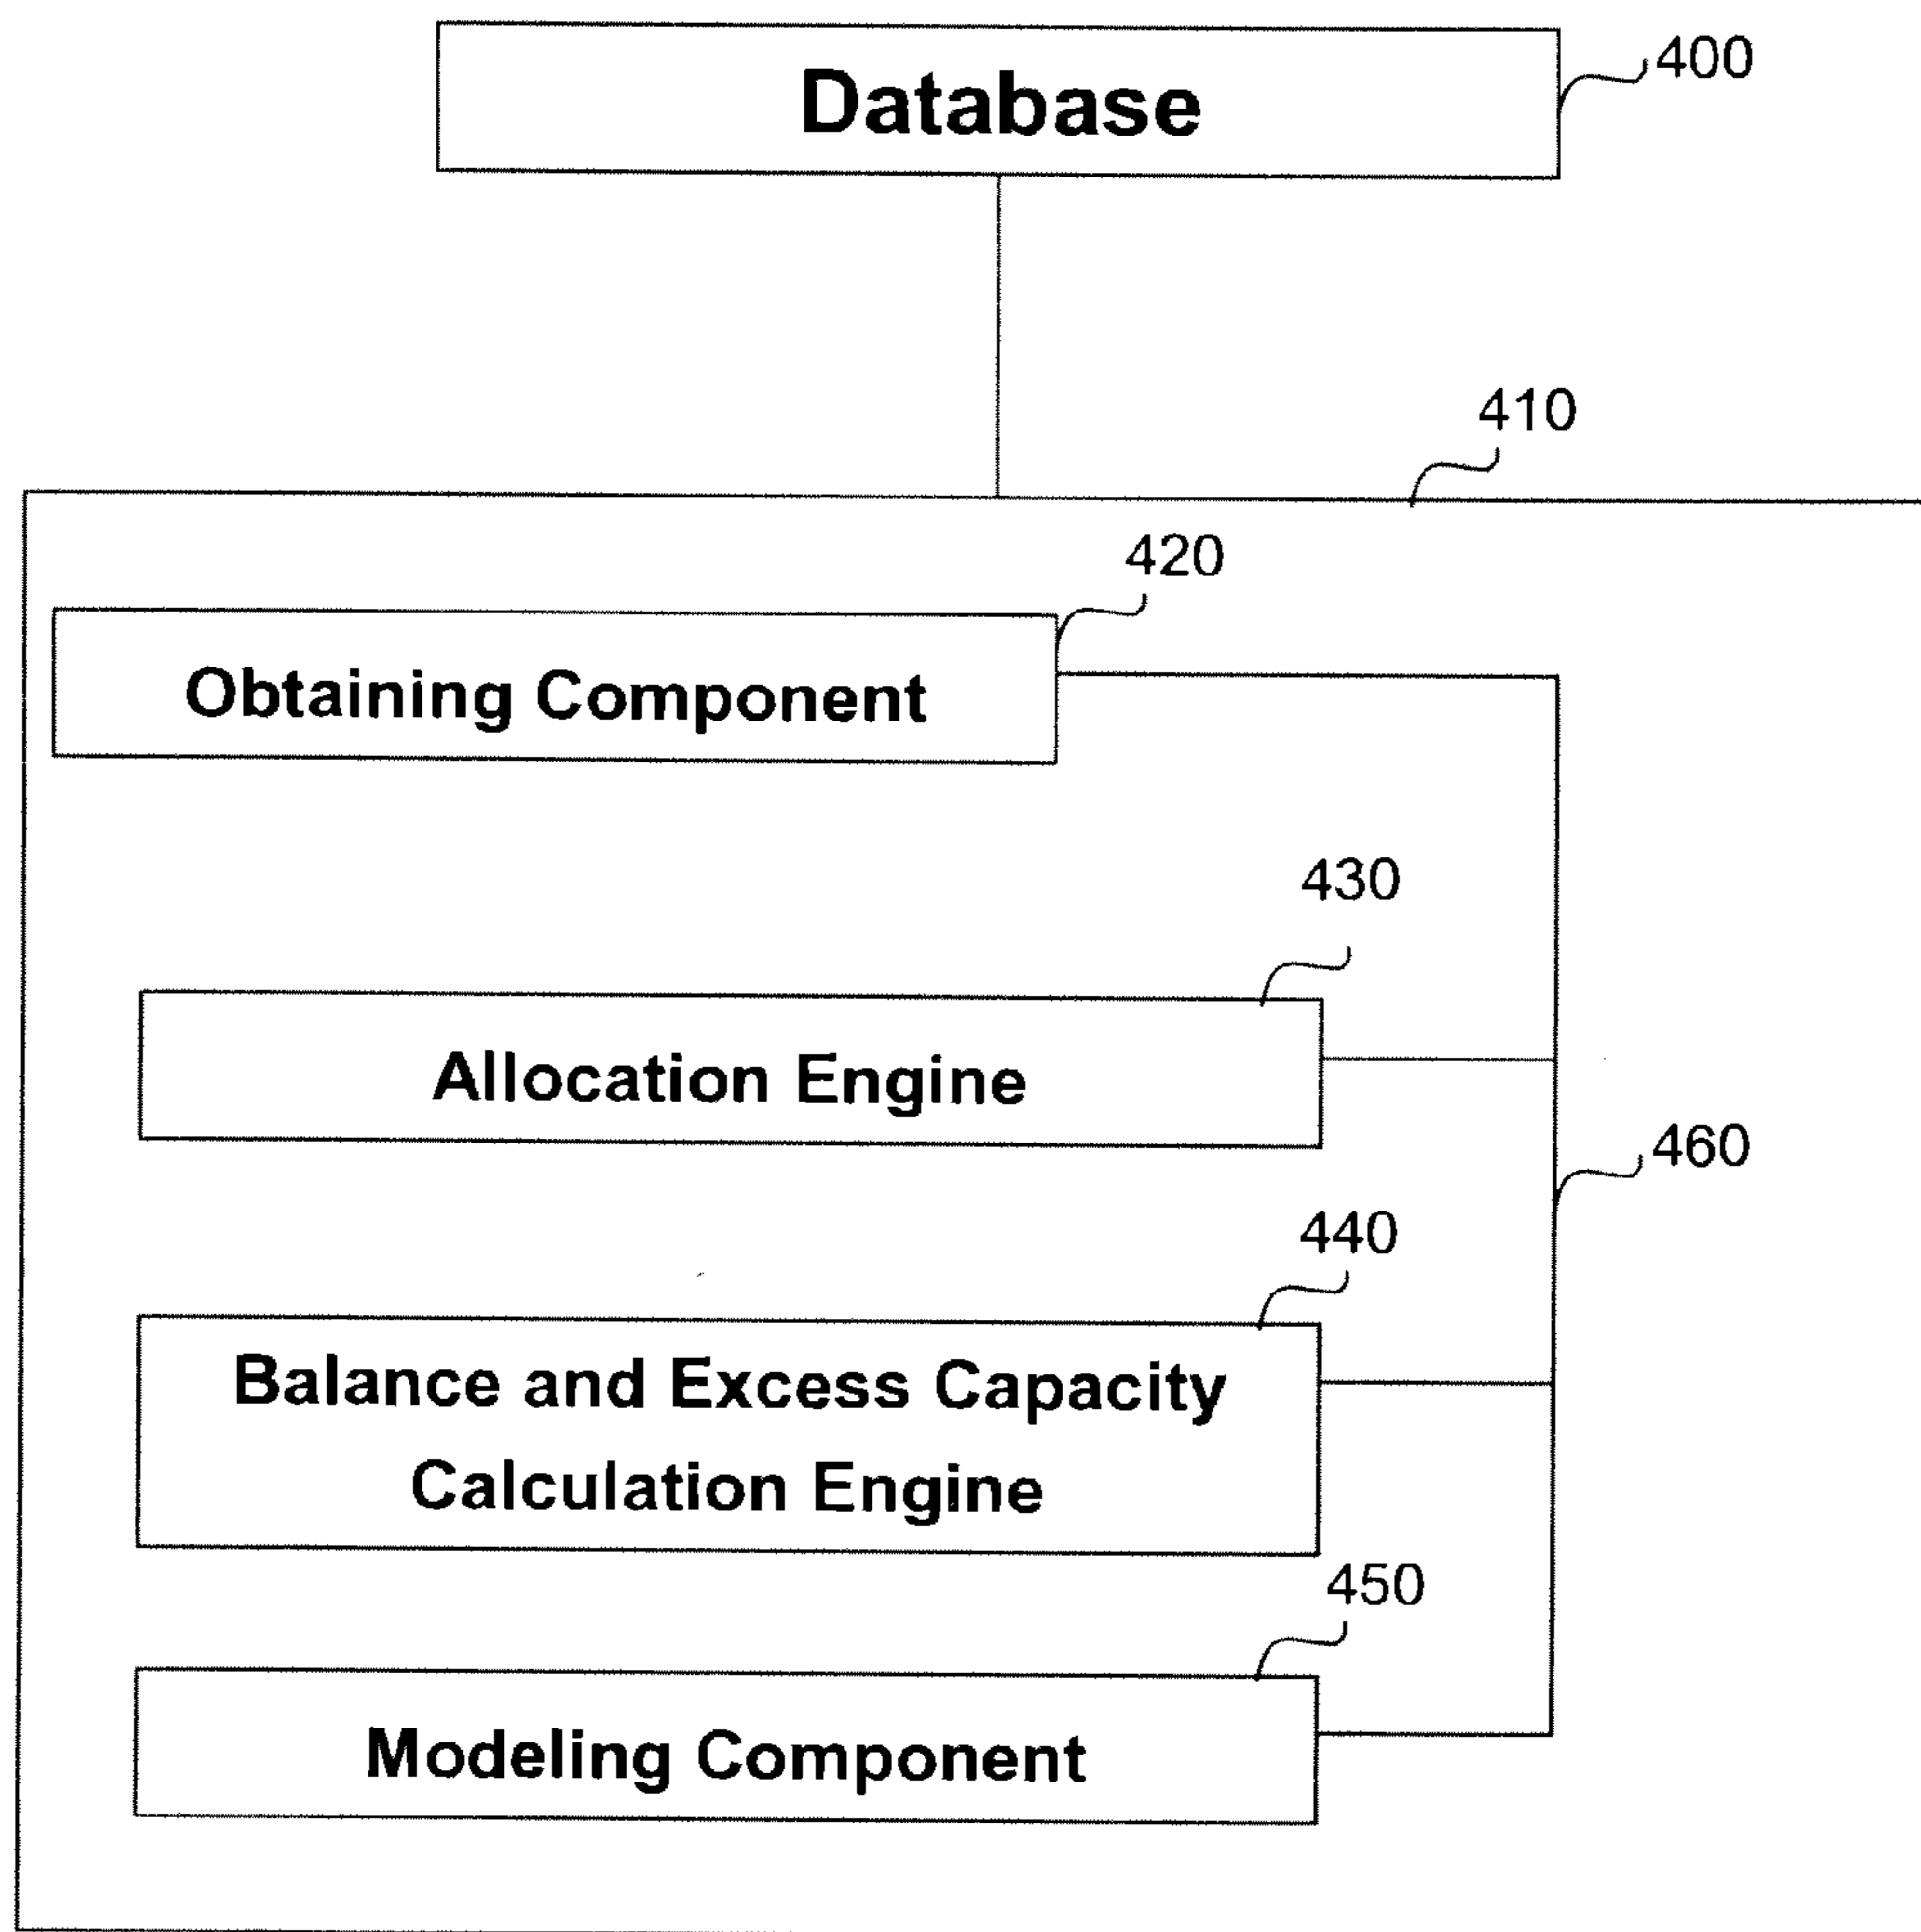 Database
400
410
420
Obtaining Component
430
Allocation Engine
460
440
Balance and Excess Capacity
Calculation Engine
450
Modeling Component